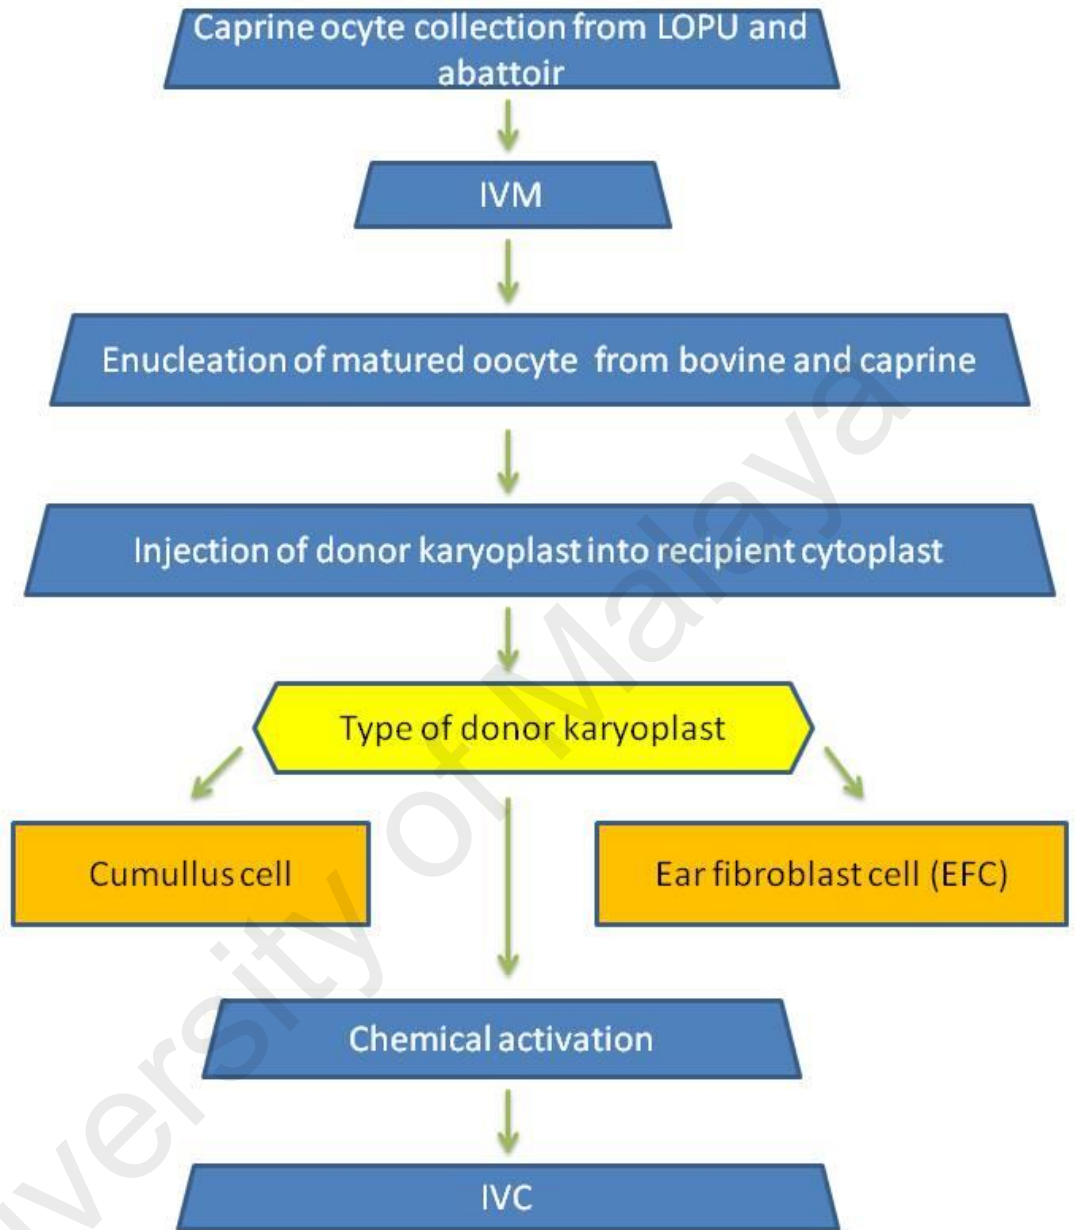 Caprine ocyte collection from LOPU and
abattoir
IVM
Enucleation of matured oocyte from bovine and caprine
Injection of donor karyoplast into recipient cytoplast
Type of donor karyoplast
Cumullus cell
Ear fibroblast cell (EFC)
Chemical activation
IVC
versity of Malaya